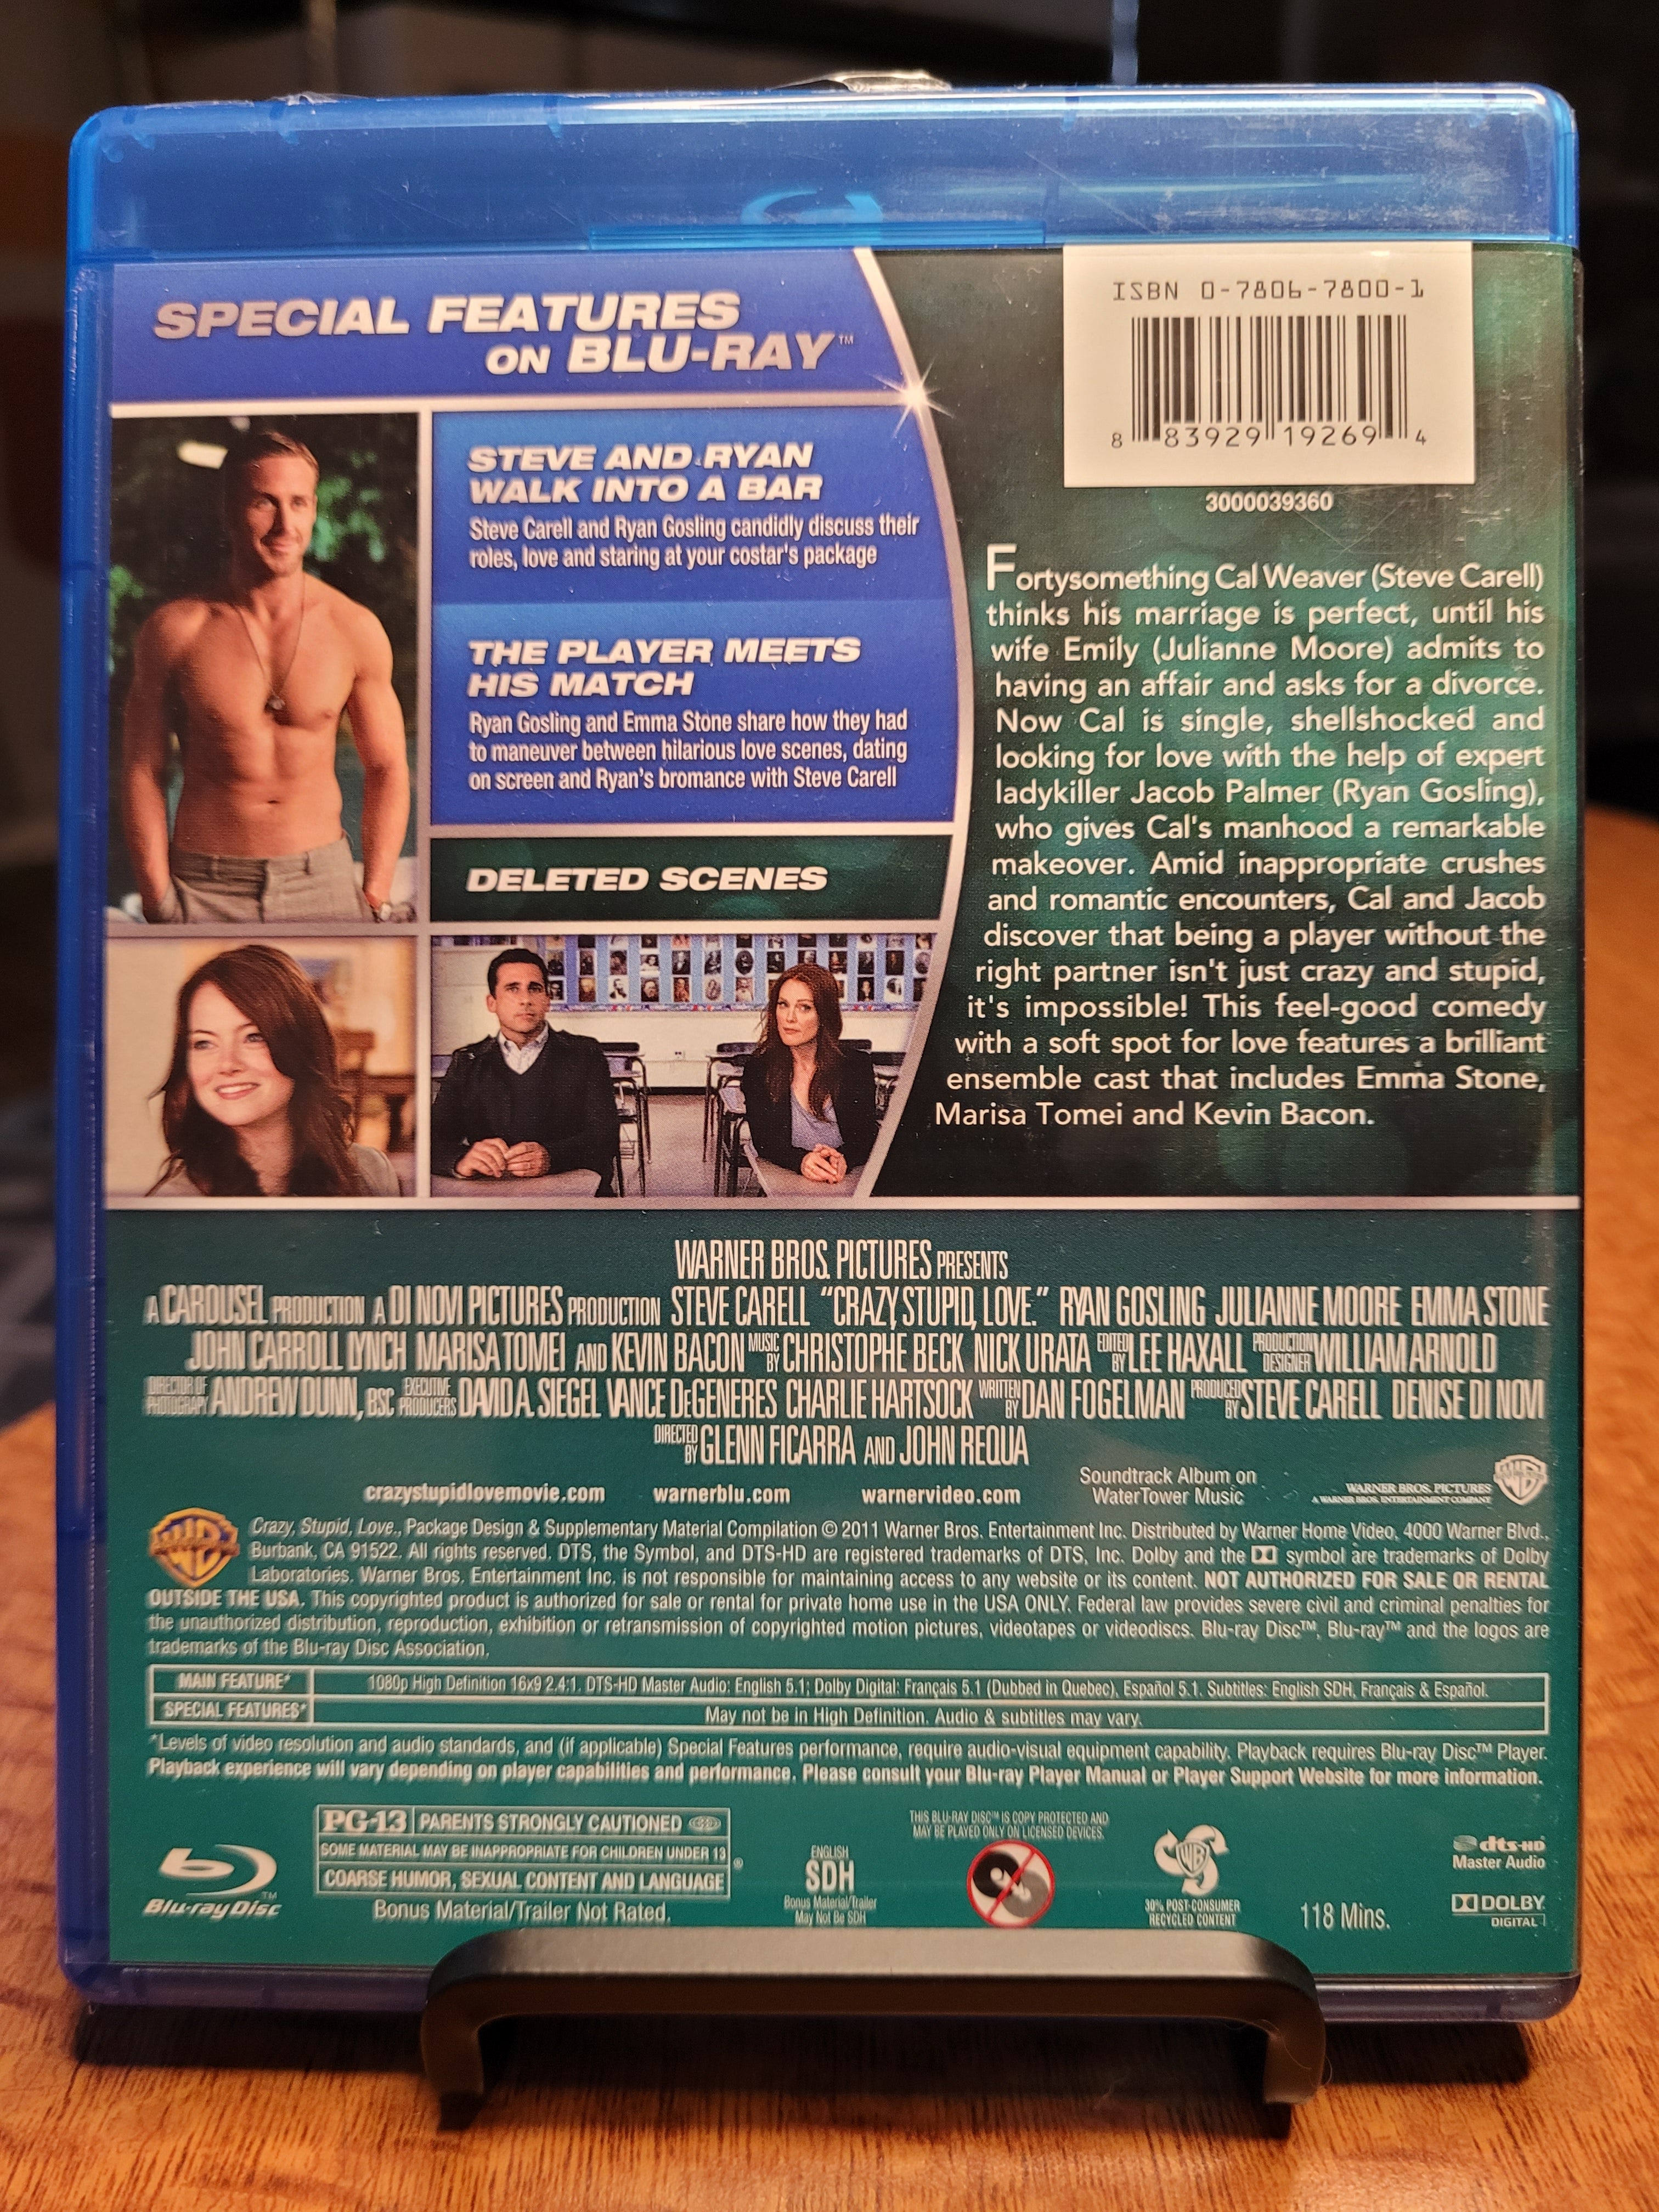 SPECIAL FEATURES
ON BLU-RAY™
STEVE AND RYAN
WALK INTO A BAR
Steve Carell and Ryan Gosling candidly discuss their
roles, love and staring at your costar's package
THE PLAYER MEETS
HIS MATCH
Ryan Gosling and Emma Stone share how they had
to maneuver between hilarious love scenes, dating
on screen and Ryan's bromance with Steve Carell
DELETED SCENES
ISBN 0-7806-7800-1
8 83929 19269 4
3000039360
Fortysomething Cal Weaver (Steve Carell)
thinks his marriage is perfect, until his
wife Emily (Julianne Moore) admits to
having an affair and asks for a divorce.
Now Cal is single, shellshocked and
looking for love with the help of expert
ladykiller Jacob Palmer (Ryan Gosling),
who gives Cal's manhood a remarkable
makeover. Amid inappropriate crushes
and romantic encounters, Cal and Jacob
discover that being a player without the
right partner isn't just crazy and stupid,
it's impossible! This feel-good comedy
with a soft spot for love features a brilliant
ensemble cast that includes Emma Stone,
Marisa Tomei and Kevin Bacon.
WARNER BROS. PICTURES PRESENTS
A CAROUSEL PRODUCTION A DI NOVI PICTURES PRODUCTION STEVE CARELL "CRAZY, STUPID, LOVE." RYAN GOSLING JULIANNE MOORE EMMA STONE
JOHN CARROLL LYNCH MARISA TOMEI AND KEVIN BACON MUSIC BY CHRISTOPHE BECK NICK URATA EDITED BY LEE HAXALL PRODUCTION DESIGNER WILLIAM ARNOLD
DIRECTOR OF PHOTOGRAPHY ANDREW DUNN, BSC EXECUTIVE PRODUCERS DAVID A. SIEGEL VANCE DeGENERES CHARLIE HARTSOCK WRITTEN BY DAN FOGELMAN PRODUCED BY STEVE CARELL DENISE DI NOVI
DIRECTED BY GLENN FICARRA AND JOHN REQUA
crazystupidlovemovie.com warnerblu.com warnervideo.com
Soundtrack Album on
WaterTower Music
WARNER BROS. PICTURES
A WARNER BROS. ENTERTAINMENT COMPANY
Crazy, Stupid, Love., Package Design & Supplementary Material Compilation © 2011 Warner Bros. Entertainment Inc. Distributed by Warner Home Video, 4000 Warner Blvd.,
Burbank, CA 91522. All rights reserved. DTS, the Symbol, and DTS-HD are registered trademarks of DTS, Inc. Dolby and the symbol are trademarks of Dolby
Laboratories. Warner Bros. Entertainment Inc. is not responsible for maintaining access to any website or its content. NOT AUTHORIZED FOR SALE OR RENTAL
OUTSIDE THE USA. This copyrighted product is authorized for sale or rental for private home use in the USA ONLY. Federal law provides severe civil and criminal penalties for
the unauthorized distribution, reproduction, exhibition or retransmission of copyrighted motion pictures, videotapes or videodiscs. Blu-ray Disc™, Blu-ray™ and the logos are
trademarks of the Blu-ray Disc Association.
MAIN FEATURE* 1080p High Definition 16x9 2.4:1. DTS-HD Master Audio: English 5.1; Dolby Digital: Français 5.1 (Dubbed in Quebec), Español 5.1. Subtitles: English SDH, Français & Español.
SPECIAL FEATURES* May not be in High Definition. Audio & subtitles may vary.
*Levels of video resolution and audio standards, and (if applicable) Special Features performance, require audio-visual equipment capability. Playback requires Blu-ray Disc™ Player.
Playback experience will vary depending on player capabilities and performance. Please consult your Blu-ray Player Manual or Player Support Website for more information.
Blu-ray Disc™
PG-13 PARENTS STRONGLY CAUTIONED
SOME MATERIAL MAY BE INAPPROPRIATE FOR CHILDREN UNDER 13
COARSE HUMOR, SEXUAL CONTENT AND LANGUAGE ®
Bonus Material/Trailer Not Rated.
ENGLISH
SDH
Bonus Material/Trailer
May Not Be SDH
THIS BLU-RAY DISC™ IS COPY PROTECTED AND
MAY BE PLAYED ONLY ON LICENSED DEVICES.
30% POST-CONSUMER
RECYCLED CONTENT
118 Mins.
dts-HD
Master Audio
DOLBY
DIGITAL